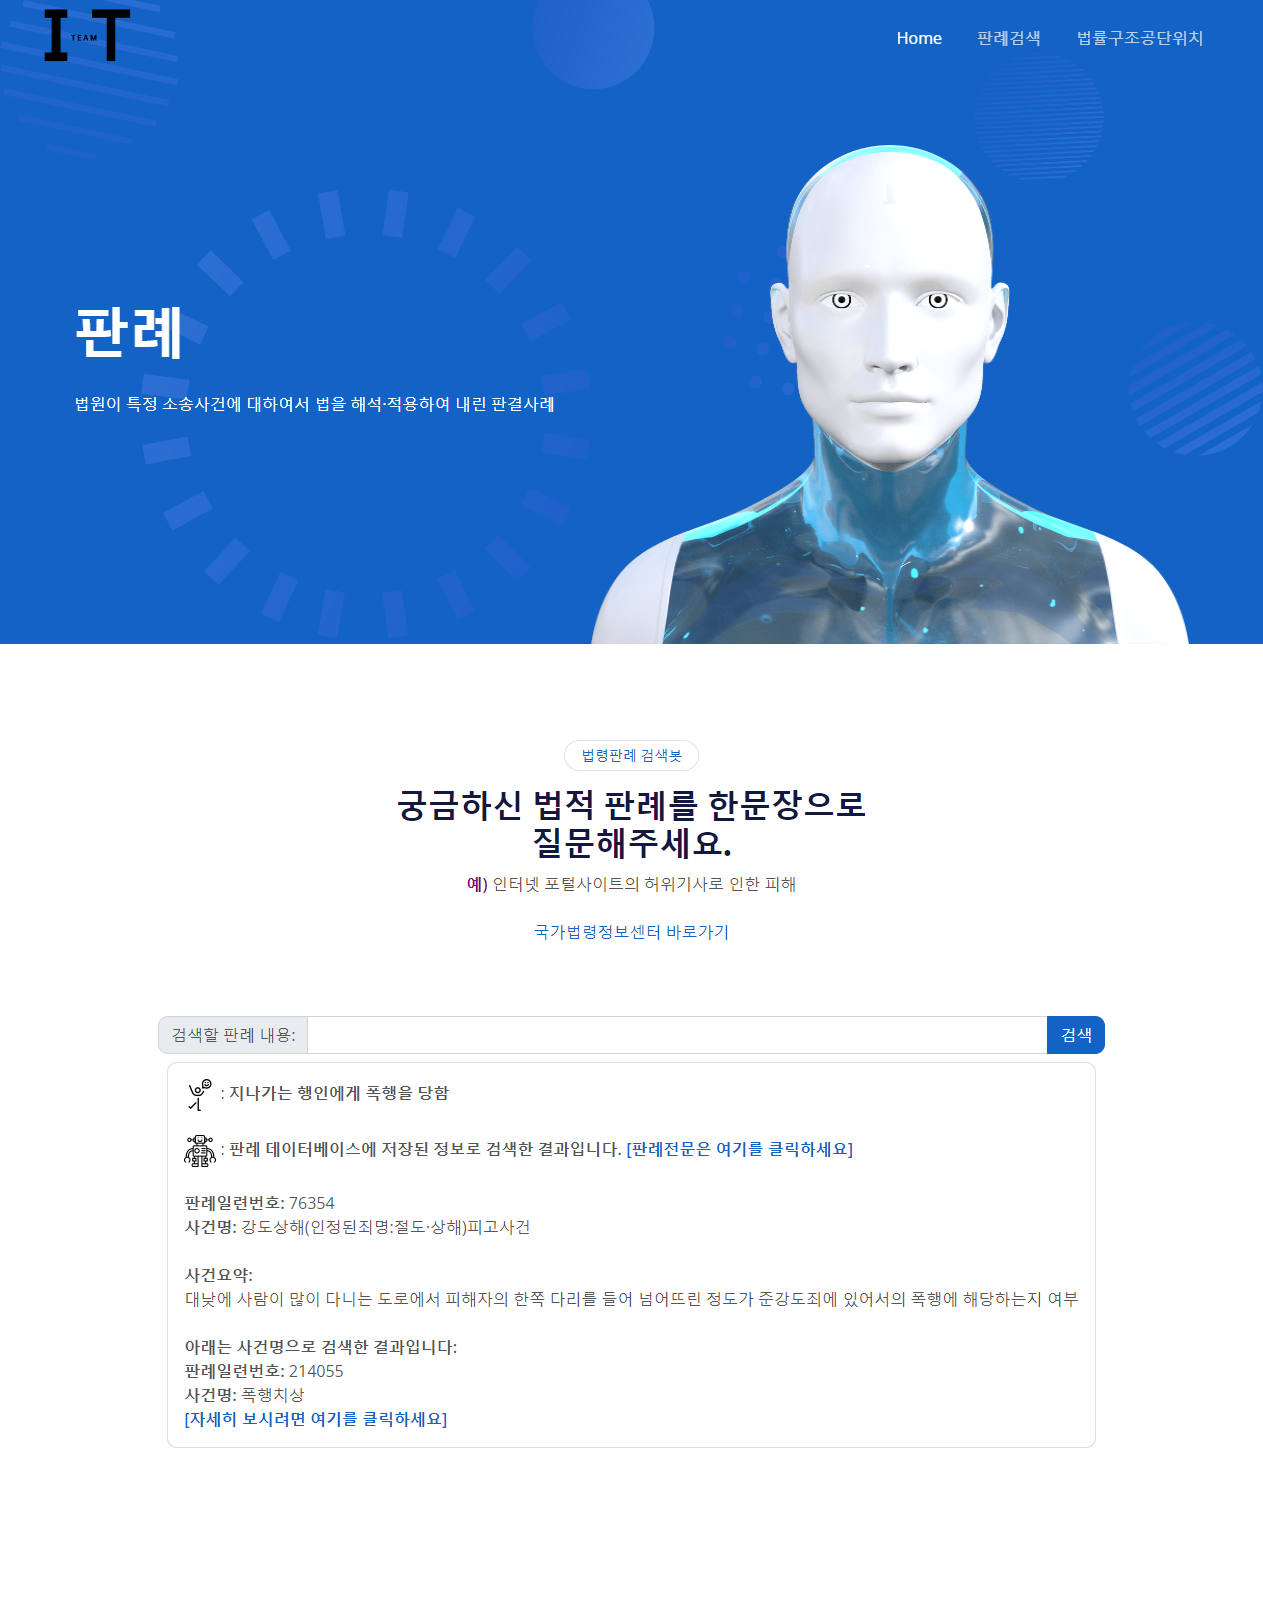 IT
TEAM
Home 판례검색 법률구조공단위치
판례
법원이 특정 소송사건에 대하여서 법을 해석·적용하여 내린 판결사례
법령판례 검색봇
궁금하신 법적 판례를 한문장으로
질문해주세요.
예) 인터넷 포털사이트의 허위기사로 인한 피해
국가법령정보센터 바로가기
검색할 판례 내용: 검색
: 지나가는 행인에게 폭행을 당함
: 판례 데이터베이스에 저장된 정보로 검색한 결과입니다. [판례전문은 여기를 클릭하세요]
판례일련번호: 76354
사건명: 강도상해(인정된죄명:절도·상해)피고사건
사건요약:
대낮에 사람이 많이 다니는 도로에서 피해자의 한쪽 다리를 들어 넘어뜨린 정도가 준강도죄에 있어서의 폭행에 해당하는지 여부
아래는 사건명으로 검색한 결과입니다:
판례일련번호: 214055
사건명: 폭행치상
[자세히 보시려면 여기를 클릭하세요]